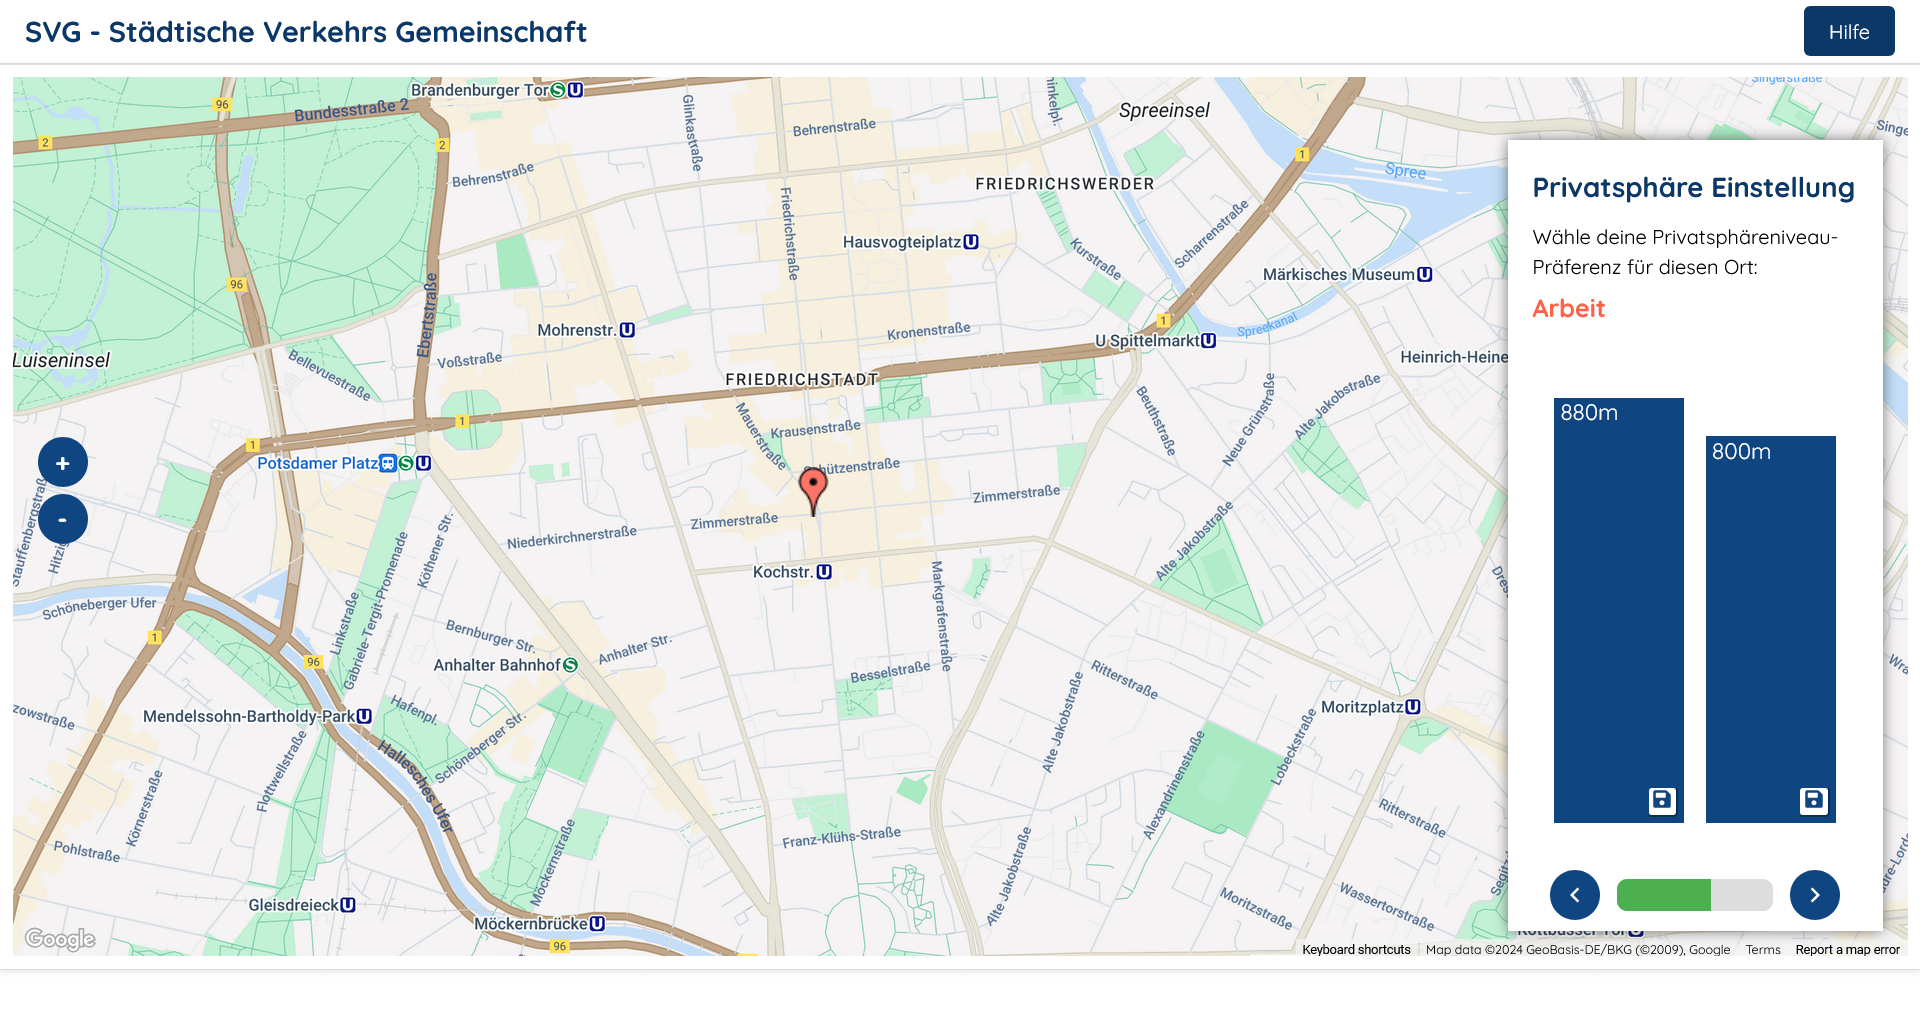 SVG - Städtische Verkehrs Gemeinschaft
Hilfe
Brandenburger Tor
Bundesstraße 2
96
2
2
Glinkastraße
Behrenstraße
Spreeinsel
Singerstraße
1
Spree
Behrenstraße
FRIEDRICHSWERDER
Friedrichstraße
Hausvogteiplatz
Kurstraße
Scharrenstraße
Märkisches Museum
96
Ebertstraße
Mohrenstr.
Kronenstraße
1
Spreekanal
U Spittelmarkt
Heinrich-Heine
Luiseninsel
Bellevuestraße
Voßstraße
FRIEDRICHSTADT
Mauerstraße
Krausenstraße
Beuthstraße
Neue Grünstraße
Alte Jakobstraße
1
1
Potsdamer Platz
Schützenstraße
Zimmerstraße
Zimmerstraße
Niederkirchnerstraße
Kochstr.
Alte Jakobstraße
Markgrafenstraße
+
-
Stauffenbergstraße
Schöneberger Ufer
Köthener Str.
Linkstraße
Gabriele-Tergit-Promenade
1
96
Bernburger Str.
Anhalter Str.
Anhalter Bahnhof
Besselstraße
Ritterstraße
Alte Jakobstraße
Moritzplatz
Mendelssohn-Bartholdy-Park
Hafenpl.
Schöneberger Str.
Hallesches Ufer
Flottwellstraße
Körnerstraße
Pohlstraße
Alexandrinenstraße
Lobeckstraße
Ritterstraße
Franz-Klühs-Straße
Möckernstraße
Alte Jakobstraße
Moritzstraße
Wassertorstraße
Gleisdreieck
Möckernbrücke
96
Google
Keyboard shortcuts
Map data ©2024 GeoBasis-DE/BKG (©2009), Google
Terms
Report a map error
Privatsphäre Einstellung
Wähle deine Privatsphäreniveau-
Präferenz für diesen Ort:
Arbeit
880m
800m